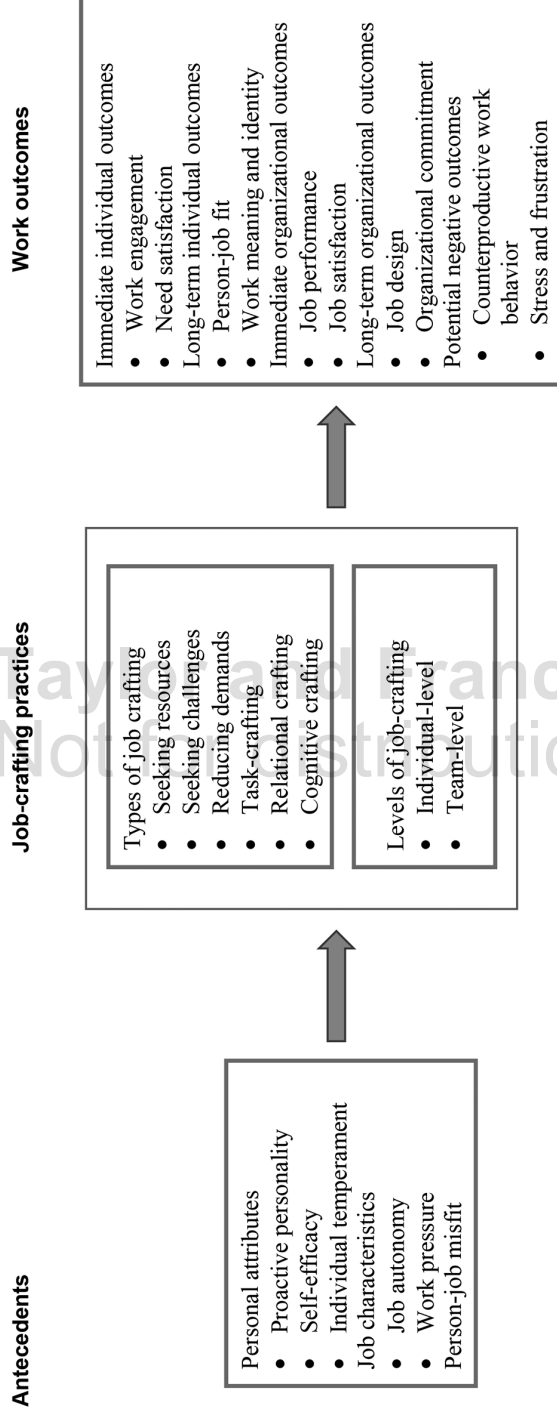 Antecedents
Personal attributes
• Proactive personality
• Self-efficacy
• Individual temperament
Job characteristics
• Job autonomy
• Work pressure
Person-job misfit
Job-crafting practices
Types of job crafting
• Seeking resources
• Seeking challenges
• Reducing demands
• Task-crafting
• Relational crafting
• Cognitive crafting
Levels of job-crafting
• Individual-level
• Team-level
Work outcomes
Immediate individual outcomes
• Work engagement
• Need satisfaction
Long-term individual outcomes
• Person-job fit
• Work meaning and identity
Immediate organizational outcomes
• Job performance
• Job satisfaction
Long-term organizational outcomes
• Job design
• Organizational commitment
Potential negative outcomes
• Counterproductive work
behavior
• Stress and frustration
Taylor and Franc
Not for distributio